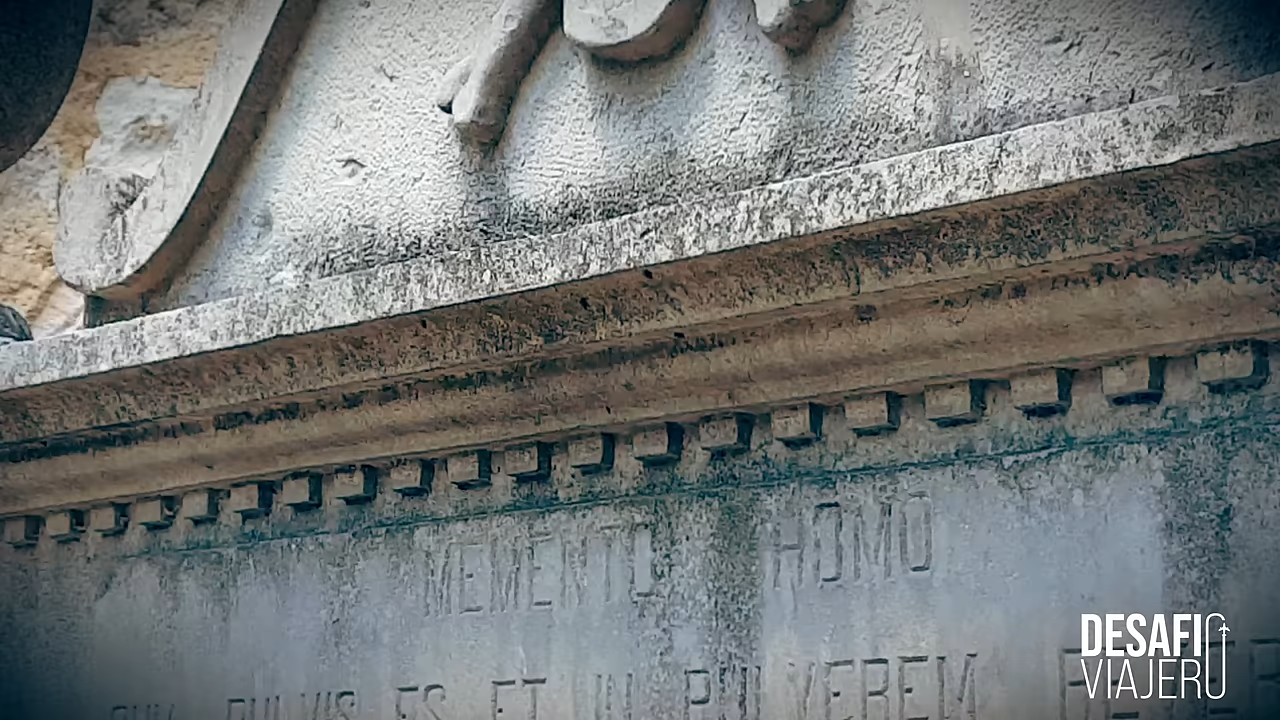 MEMENTO HOMO
PULVIS ES ET IN PULVEREM
DESAFIO
VIAJERO